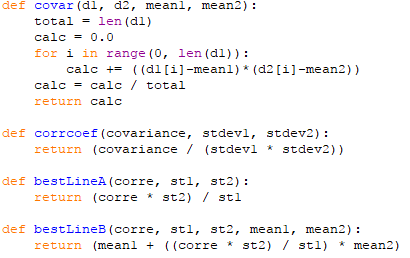 def covar(d1, d2, mean1, mean2):
    total = len(d1)
    calc = 0.0
    for i in range(0, len(d1)):
        calc += ((d1[i]-mean1)*(d2[i]-mean2))
    calc = calc / total
    return calc

def corrcoef(covariance, stdev1, stdev2):
    return (covariance / (stdev1 * stdev2))

def bestLineA(corre, st1, st2):
    return (corre * st2) / st1

def bestLineB(corre, st1, st2, mean1, mean2):
    return (mean1 + ((corre * st2) / st1) * mean2)